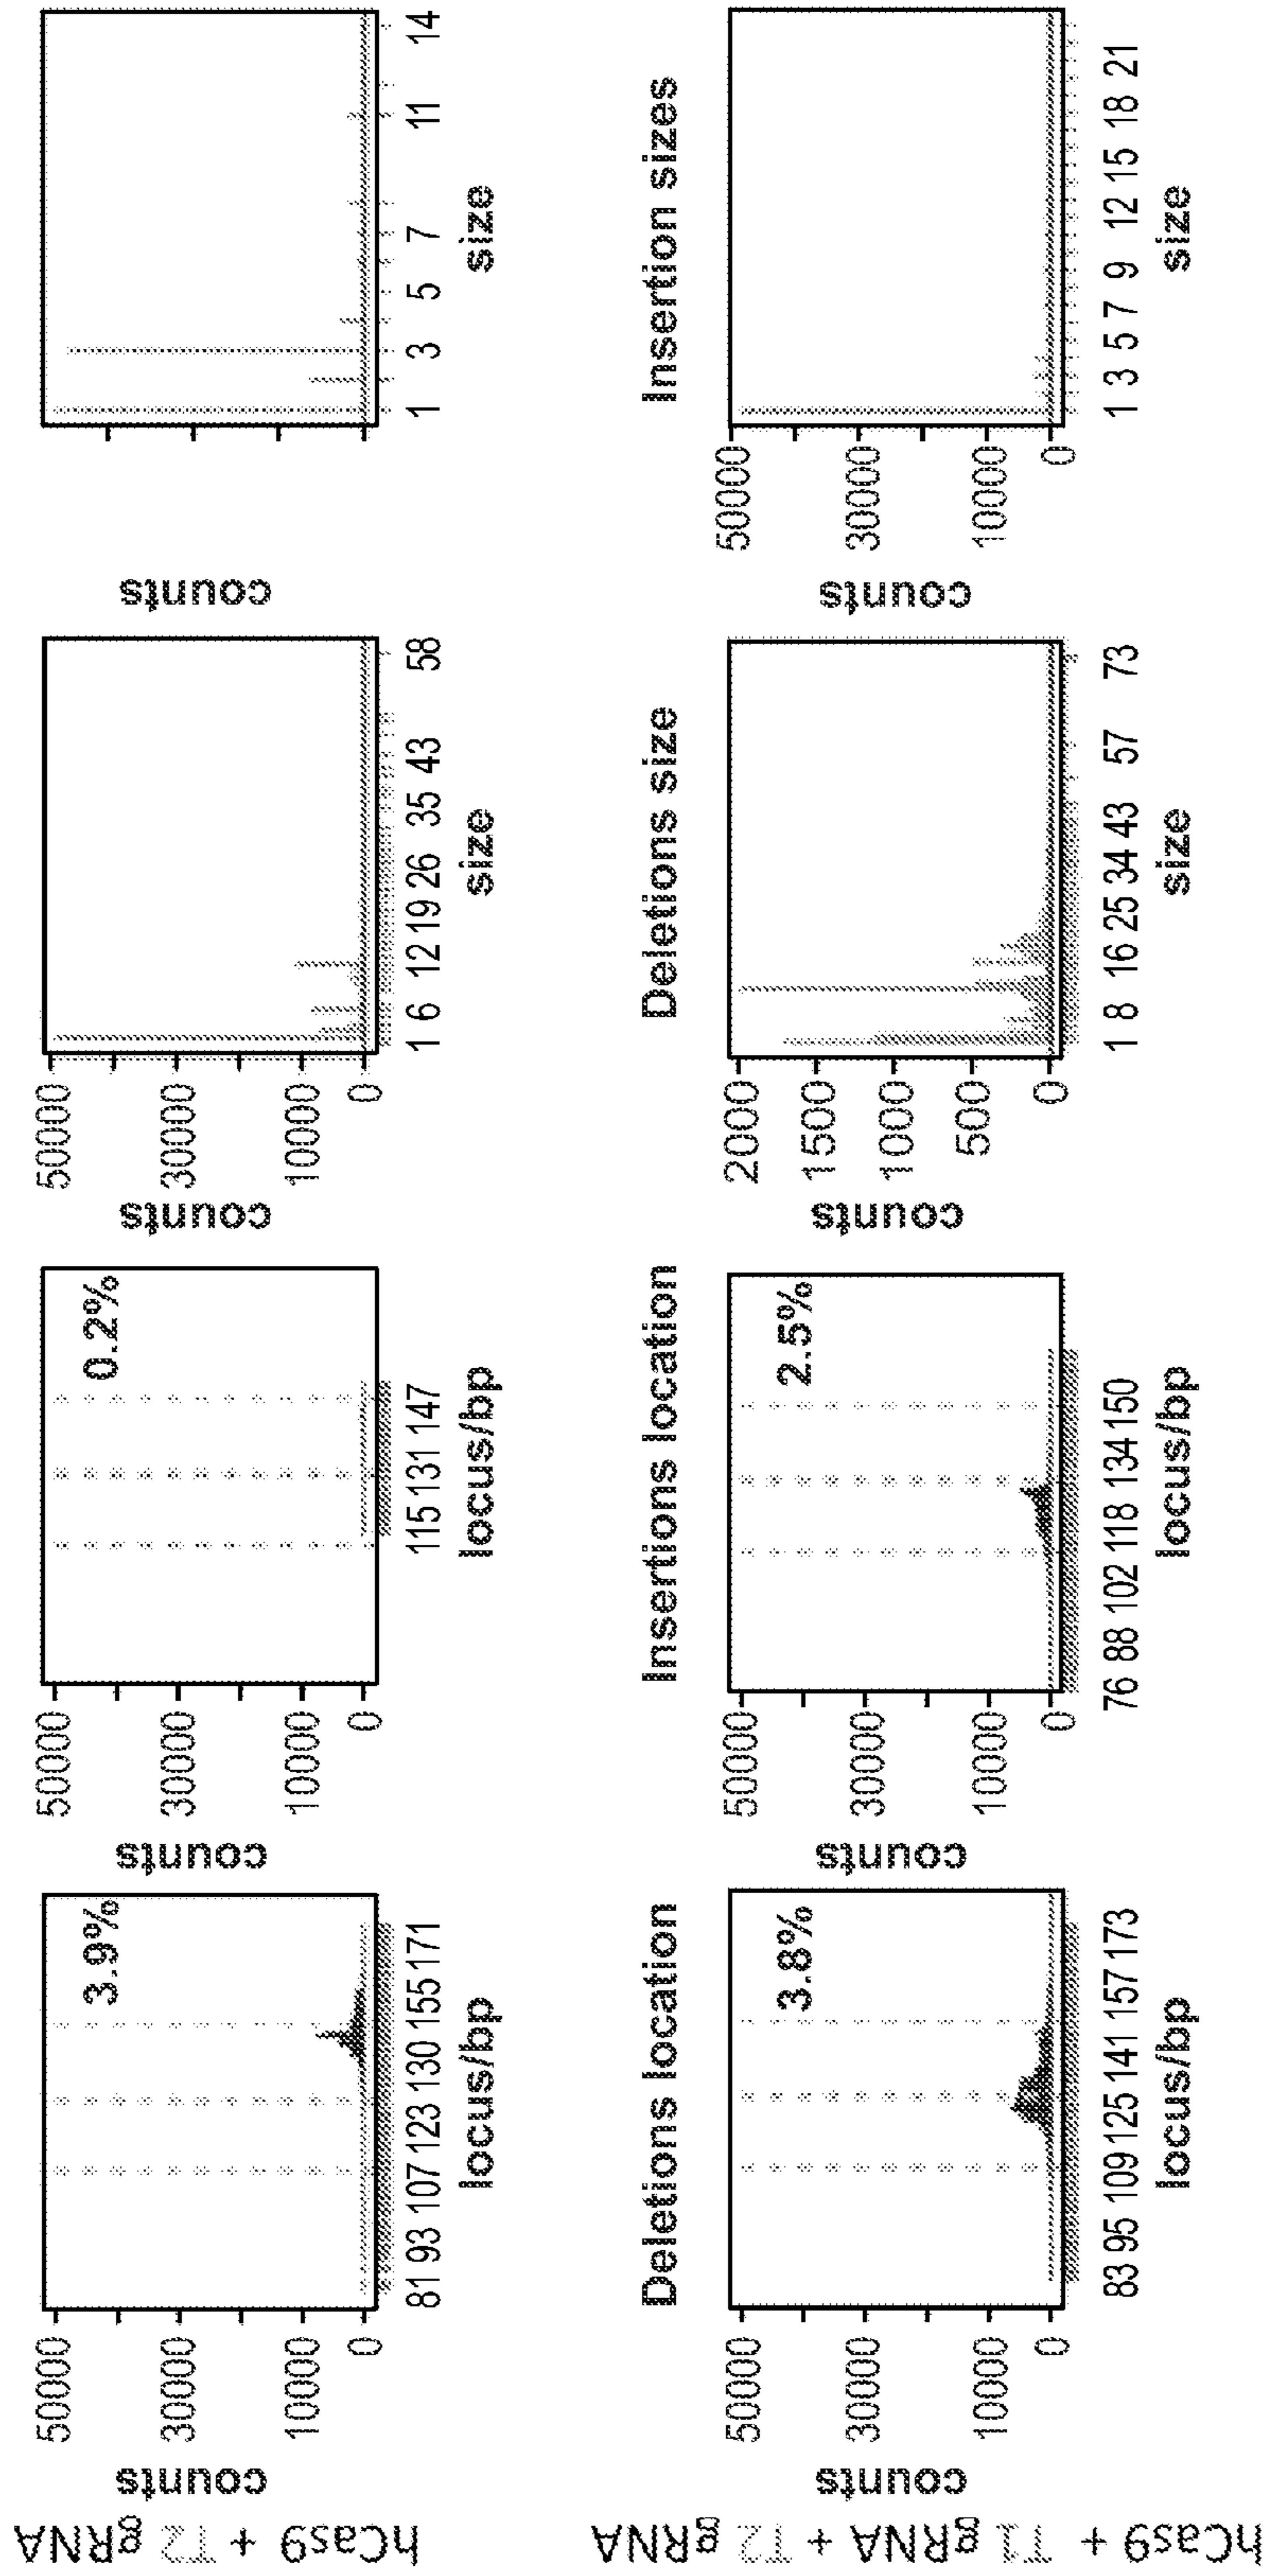 hCas9 + T2 gRNA
counts
50000
30000
10000
0
3.9%
81 93 107 123 130 155 171
locus/bp
counts
50000
30000
10000
0
0.2%
115 131 147
locus/bp
counts
50000
30000
10000
0
1 6 12 19 26 35 43 58
size
counts
1 3 5 7 11 14
size
hCas9 + T1 gRNA + T2 gRNA
Deletions location
counts
50000
30000
10000
0
3.8%
83 95 109 125 141 157 173
locus/bp
Insertions location
counts
50000
30000
10000
0
2.5%
76 88 102 118 134 150
locus/bp
Deletions size
counts
2000
1500
1000
500
0
1 8 16 25 34 43 57 73
size
Insertion sizes
counts
50000
30000
10000
0
1 3 5 7 9 12 15 18 21
size